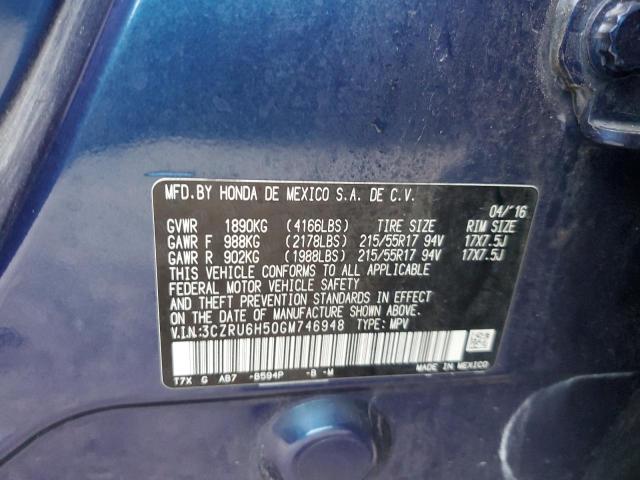 MFD.BY HONDA DE MEXICO S.A. DE C.V.
04/'16
GVWR 1890KG (4166LBS) TIRE SIZE RIM SIZE
GAWR F 988KG (2178LBS) 215/55R17 94V 17X7.5J
GAWR R 902KG (1988LBS) 215/55R17 94V 17X7.5J
THIS VEHICLE CONFORMS TO ALL APPLICABLE
FEDERAL MOTOR VEHICLE SAFETY
AND THEFT PREVENTION STANDARDS IN EFFECT
ON THE DATE OF MANUFACTURE SHOWN ABOVE.
V.I.N.:3CZRU6H50GM746948 TYPE: MPV
T7X G AB7 -B594P -B -M MADE IN MEXICO